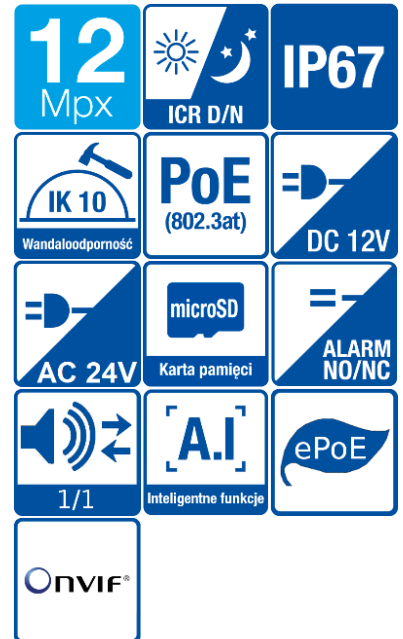 12
Mpx
ICR D/N
IP67
IK 10
Wandaloodporność
PoE
(802.3at)
DC 12V
AC 24V
microSD
Karta pamięci
ALARM
NO/NC
1/1
[A.I]
Inteligentne funkcje
ePoE
ONVIF®